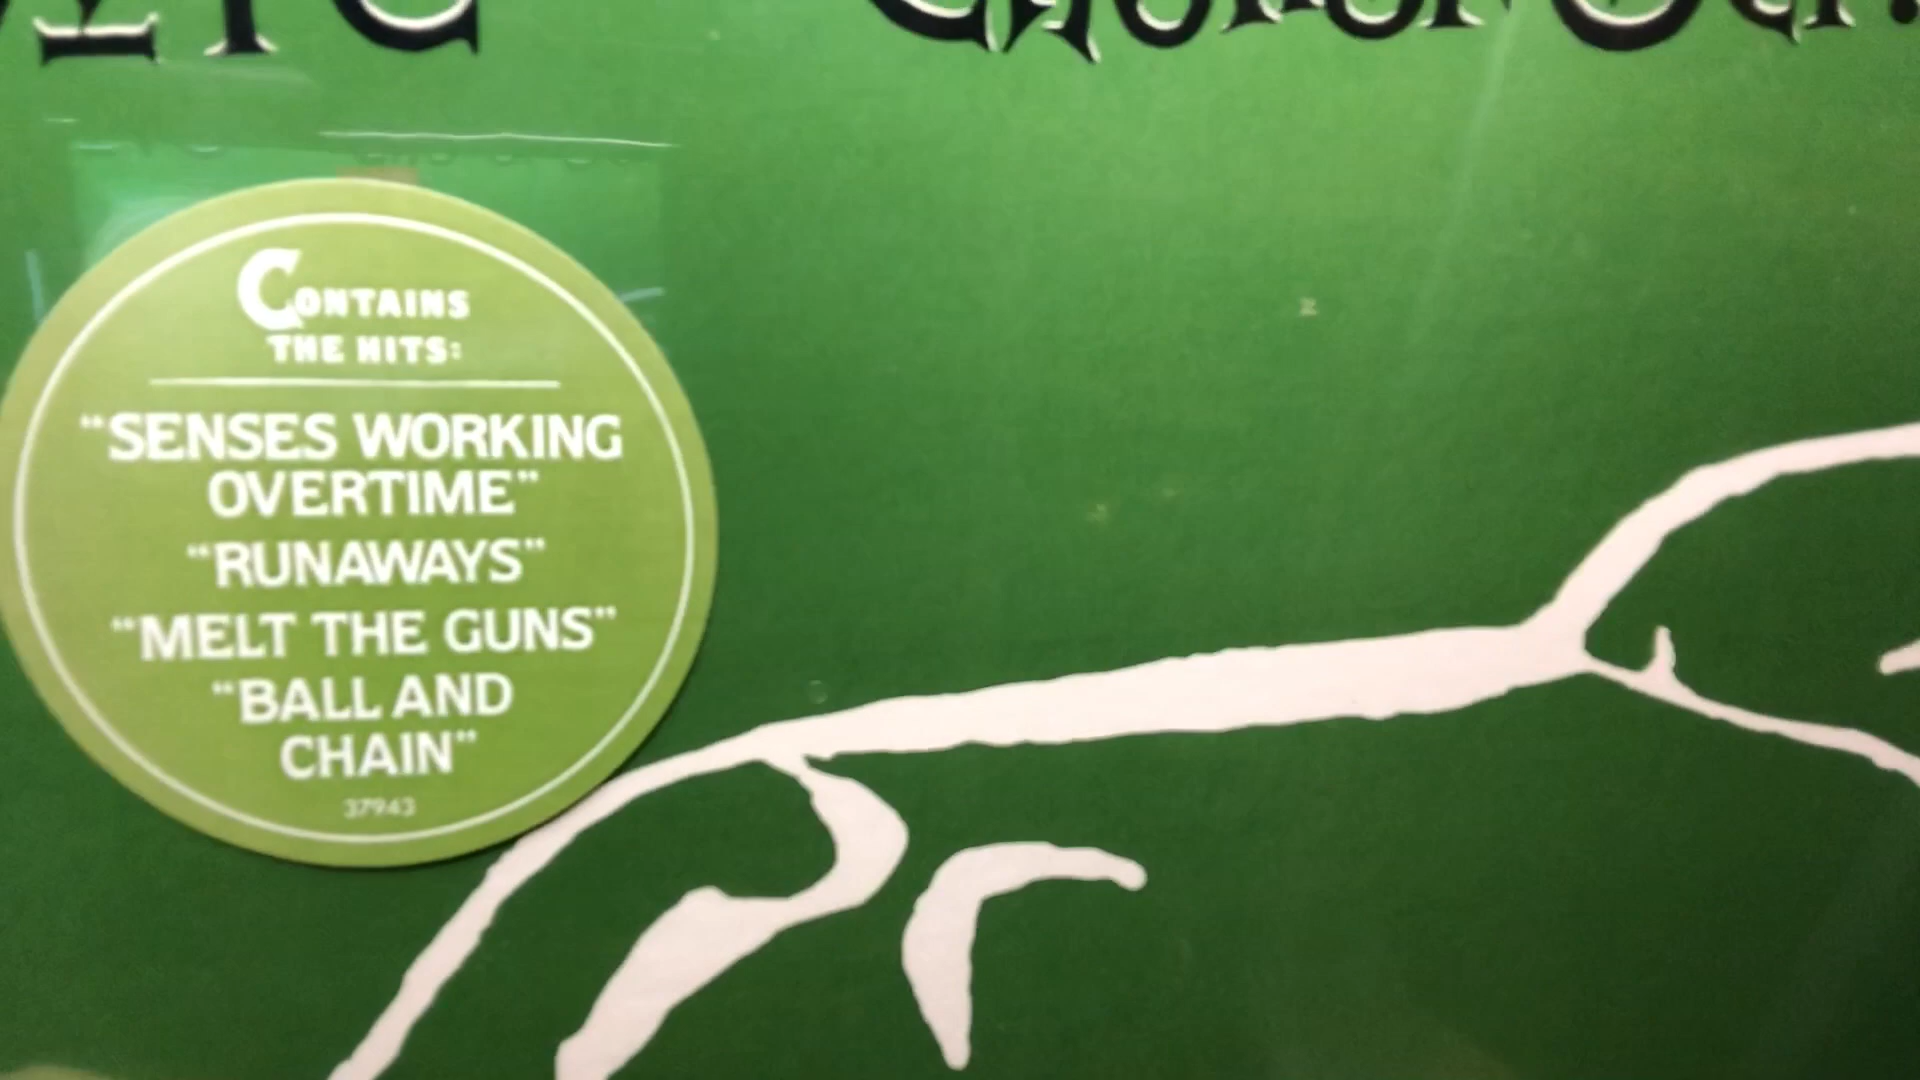 CONTAINS
THE HITS:
"SENSES WORKING
OVERTIME"
"RUNAWAYS"
"MELT THE GUNS"
"BALL AND
CHAIN"
37943